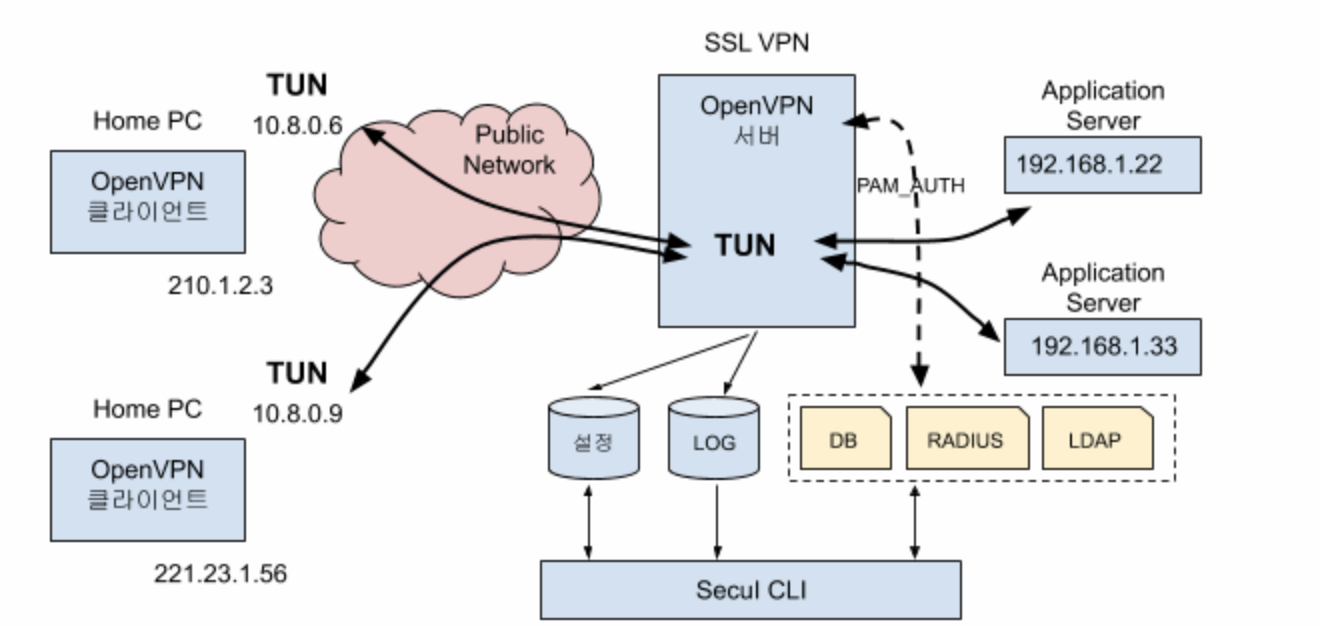 SSL VPN
TUN
10.8.0.6
Home PC
OpenVPN
클라이언트
210.1.2.3
Public
Network
OpenVPN
서버
TUN
PAM_AUTH
Application
Server
192.168.1.22
Application
Server
192.168.1.33
TUN
10.8.0.9
Home PC
OpenVPN
클라이언트
221.23.1.56
설정
LOG
DB
RADIUS
LDAP
Secul CLI